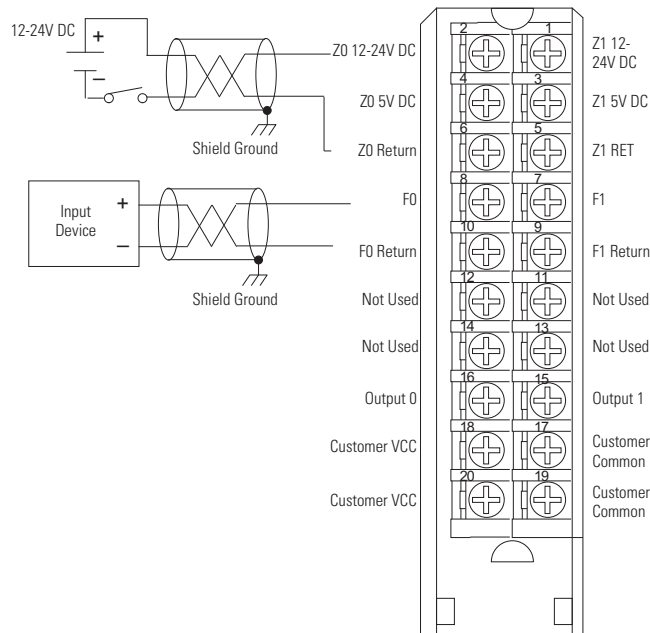 12-24V DC
+
−
Shield Ground
Input
Device
+
−
Shield Ground
Z0 12-24V DC
2
1
Z1 12-
24V DC
Z0 5V DC
4
3
Z1 5V DC
Z0 Return
6
5
Z1 RET
F0
8
7
F1
F0 Return
10
9
F1 Return
Not Used
12
11
Not Used
Not Used
14
13
Not Used
Output 0
16
15
Output 1
Customer VCC
18
17
Customer
Common
Customer VCC
20
19
Customer
Common